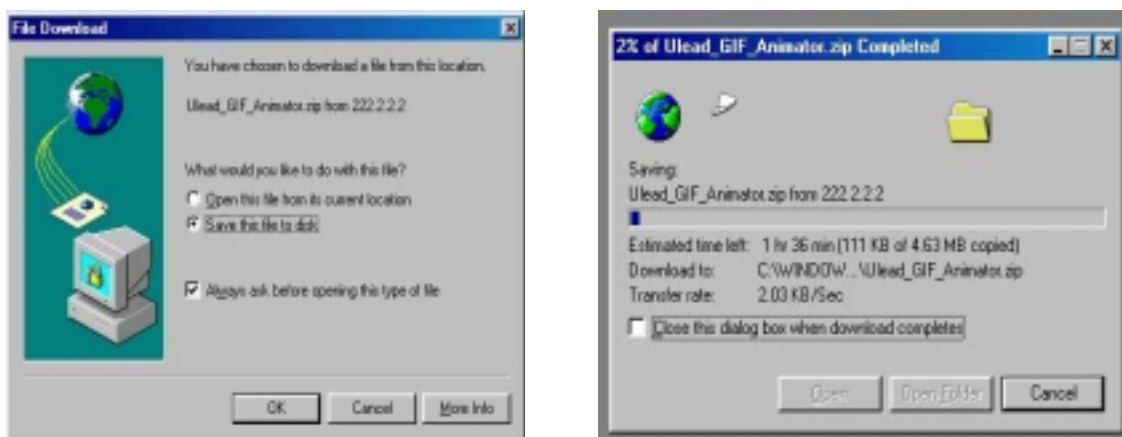 File Download
You have chosen to download a file from this location.
Ulead_GIF_Animator.zip from 222.2.2.2
What would you like to do with this file?
Open this file from its current location
Save this file to disk
Always ask before opening this type of file
OK
Cancel
More Info
2% of Ulead_GIF_Animator.zip Completed
Saving:
Ulead_GIF_Animator.zip from 222.2.2.2
Estimated time left: 1 hr 36 min (111 KB of 4.63 MB copied)
Download to: C:\WINDOW...\Ulead_GIF_Animator.zip
Transfer rate: 2.03 KB/Sec
Close this dialog box when download completes
Open
Open Folder
Cancel